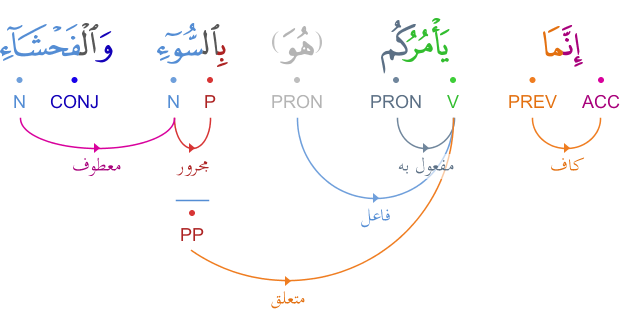 إِنَّمَا يَأْمُرُكُم (هُوَ) بِٱلسُّوٓءِ وَٱلْفَحْشَآءِ
ACC PREV V PRON PRON P N CONJ N
كاف مفعول به مجرور معطوف
فاعل
PP
متعلق